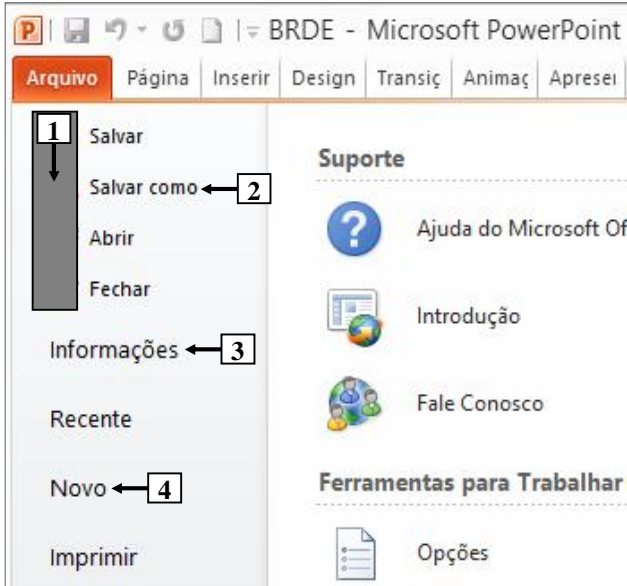 P BRDE - Microsoft PowerPoint
Arquivo Página Inserir Design Transiç Animaç Apreser
1 Salvar
Salvar como 2
Abrir
Fechar
Informações 3
Recente
Novo 4
Imprimir
Suporte
Ajuda do Microsoft Of
Introdução
Fale Conosco
Ferramentas para Trabalhar
Opções